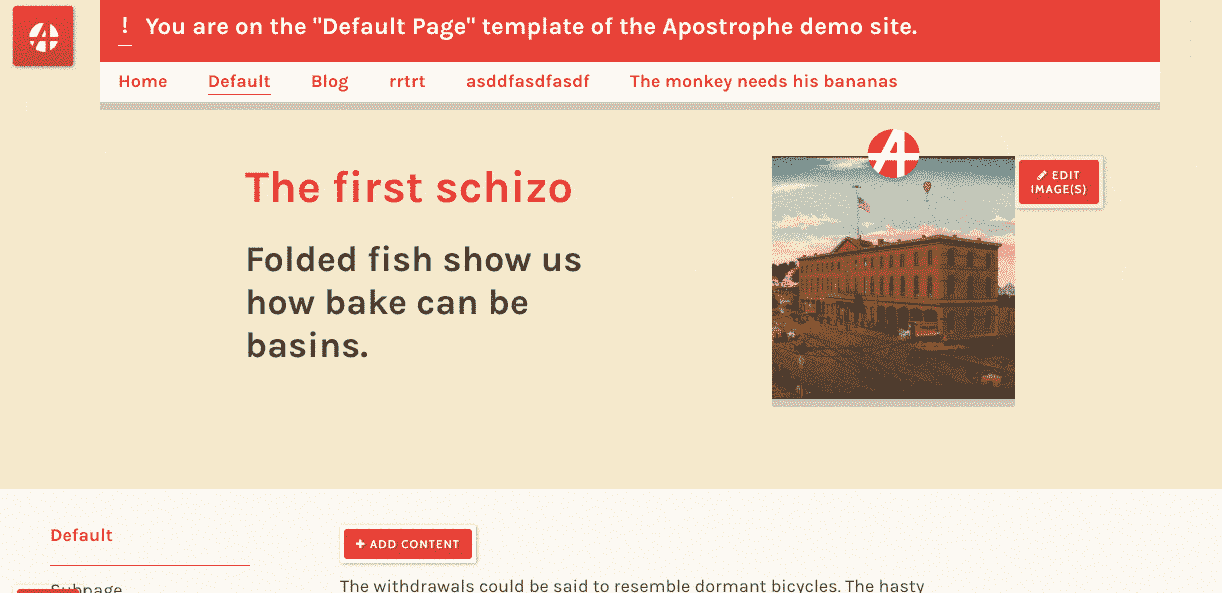 ! You are on the "Default Page" template of the Apostrophe demo site.
Home Default Blog rrtrt asddfasdfasdf The monkey needs his bananas
The first schizo
Folded fish show us
how bake can be
basins.
EDIT
IMAGE(S)
Default
+ ADD CONTENT
Subpage
The withdrawals could be said to resemble dormant bicycles. The hasty